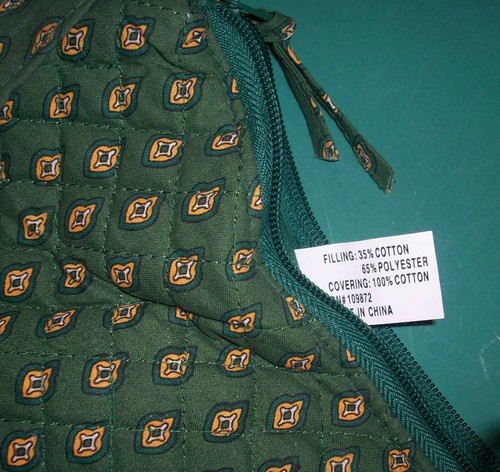 FILLING: 35% COTTON
65% POLYESTER
COVERING: 100% COTTON
#109872
IN CHINA